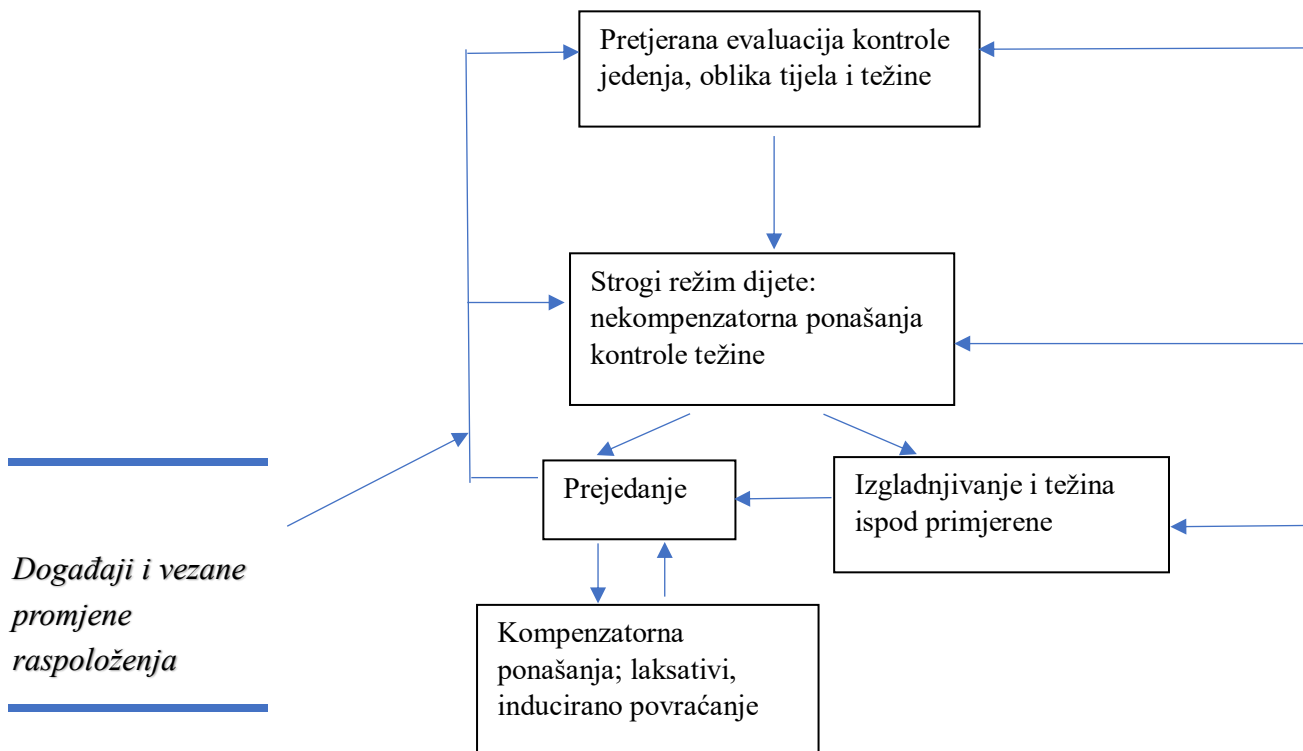 Pretjerana evaluacija kontrole
jedenja, oblika tijela i težine
Strogi režim dijete:
nekompenzatorna ponašanja
kontrole težine
Prejedanje
Izgladnjivanje i težina
ispod primjerene
Događaji i vezane
promjene
raspoloženja
Kompenzatorna
ponašanja; laksativi,
inducirano povraćanje